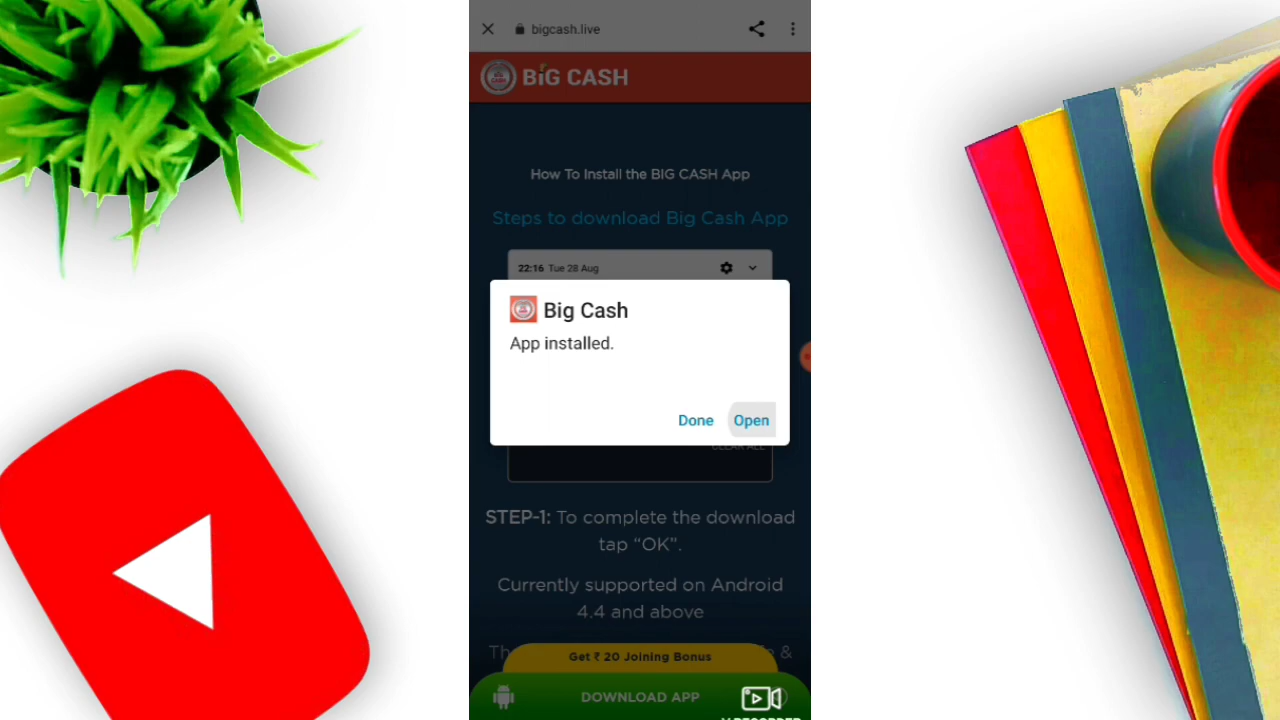 bigcash.live
BiG CASH
How To Install the BIG CASH App
Steps to download Big Cash App
22:16 Tue 28 Aug
Big Cash
App installed.
Done Open
CLEAR ALL
STEP-1: To complete the download
tap “OK”.
Currently supported on Android
4.4 and above
&
Get ₹ 20 Joining Bonus
DOWNLOAD APP